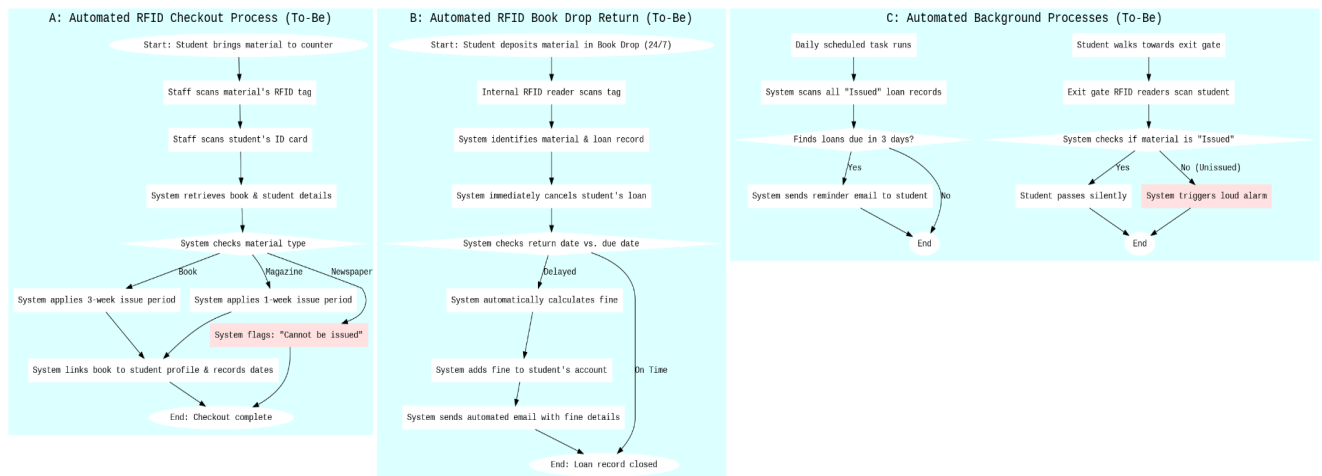 A: Automated RFID Checkout Process (To-Be)
Start: Student brings material to counter
Staff scans material's RFID tag
Staff scans student's ID card
System retrieves book & student details
System checks material type
Book
Magazine
Newspaper
System applies 3-week issue period
System applies 1-week issue period
System flags: "Cannot be issued"
System links book to student profile & records dates
End: Checkout complete
B: Automated RFID Book Drop Return (To-Be)
Start: Student deposits material in Book Drop (24/7)
Internal RFID reader scans tag
System identifies material & loan record
System immediately cancels student's loan
System checks return date vs. due date
Delayed
System automatically calculates fine
System adds fine to student's account
On Time
System sends automated email with fine details
End: Loan record closed
C: Automated Background Processes (To-Be)
Daily scheduled task runs
System scans all "Issued" loan records
Finds loans due in 3 days?
Yes
System sends reminder email to student
No
End
Student walks towards exit gate
Exit gate RFID readers scan student
System checks if material is "Issued"
Yes
No (Unissued)
Student passes silently
System triggers loud alarm
End